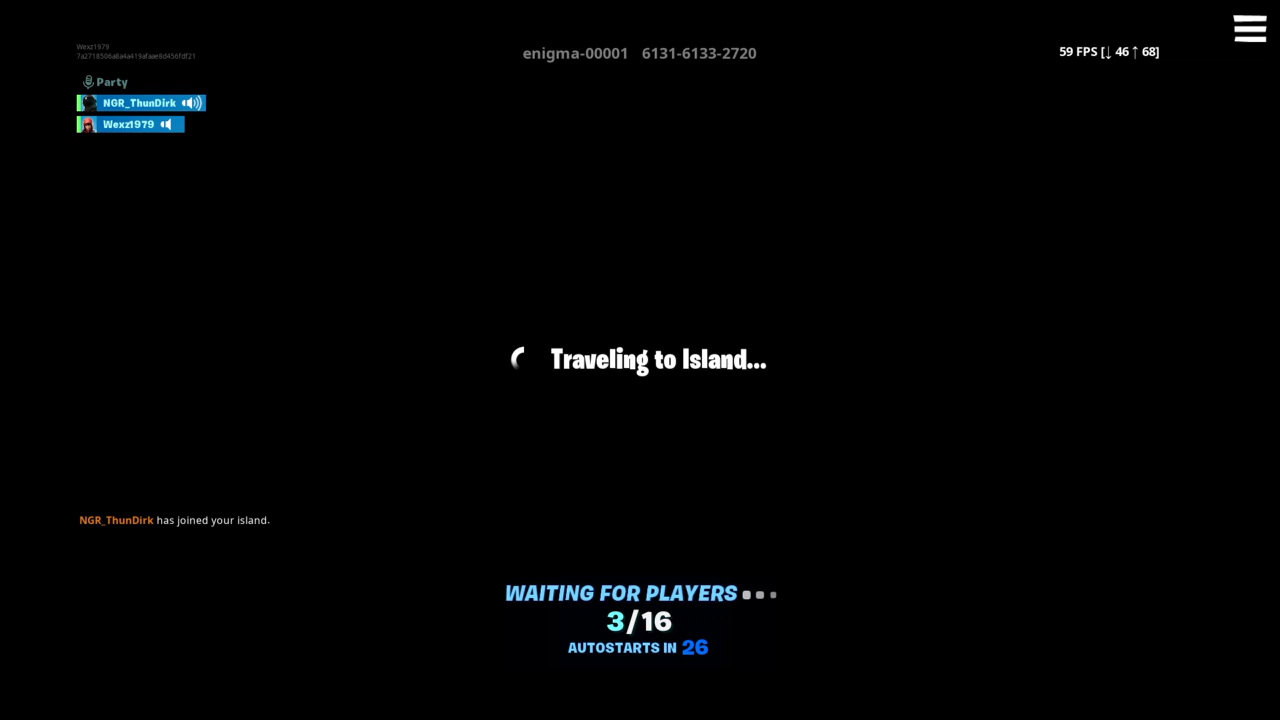 Wexz1979
enigma-00001 6131-6133-2720
59 FPS [↓ 46 ↑ 68]
Party
NGR_ThunDirk
Wexz1979
Traveling to Island...
NGR_ThunDirk has joined your island.
WAITING FOR PLAYERS
3/16
AUTOSTARTS IN 26